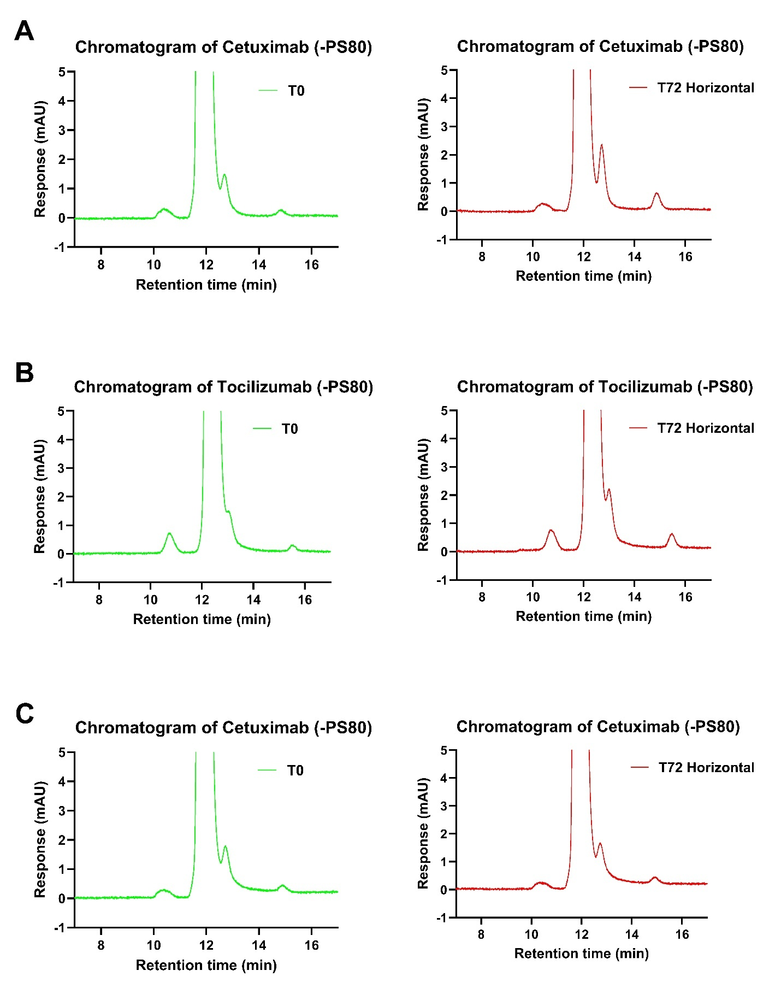 A
Chromatogram of Cetuximab (-PS80)
Response (mAU)
5
4
3
2
1
0
-1
T0
8 10 12 14 16
Retention time (min)
Chromatogram of Cetuximab (-PS80)
Response (mAU)
5
4
3
2
1
0
-1
T72 Horizontal
8 10 12 14 16
Retention time (min)
B
Chromatogram of Tocilizumab (-PS80)
Response (mAU)
5
4
3
2
1
0
-1
T0
8 10 12 14 16
Retention time (min)
Chromatogram of Tocilizumab (-PS80)
Response (mAU)
5
4
3
2
1
0
-1
T72 Horizontal
8 10 12 14 16
Retention time (min)
C
Chromatogram of Cetuximab (-PS80)
Response (mAU)
5
4
3
2
1
0
-1
T0
8 10 12 14 16
Retention time (min)
Chromatogram of Cetuximab (-PS80)
Response (mAU)
5
4
3
2
1
0
-1
T72 Horizontal
8 10 12 14 16
Retention time (min)